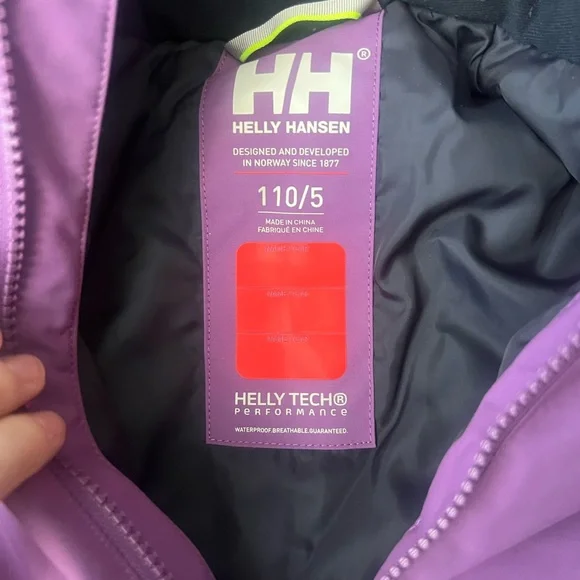 HH®
HELLY HANSEN
DESIGNED AND DEVELOPED
IN NORWAY SINCE 1877
110/5
MADE IN CHINA
FABRIQUÉ EN CHINE
HELLY TECH®
PERFORMANCE
WATERPROOF.BREATHABLE.GUARANTEED.